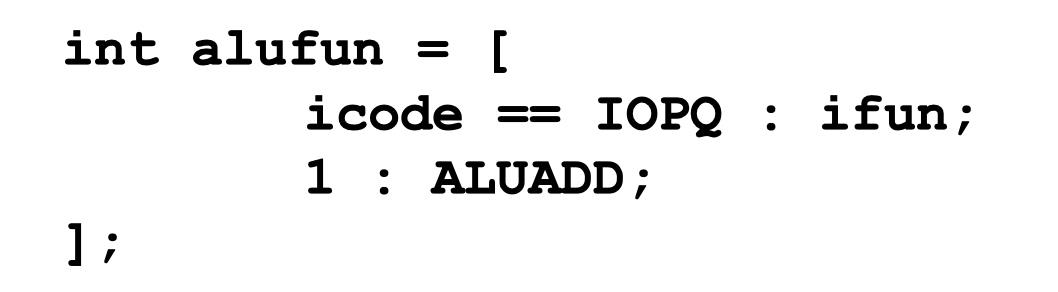 int alufun = [
icode == IOPQ : ifun;
1 : ALUADD;
];